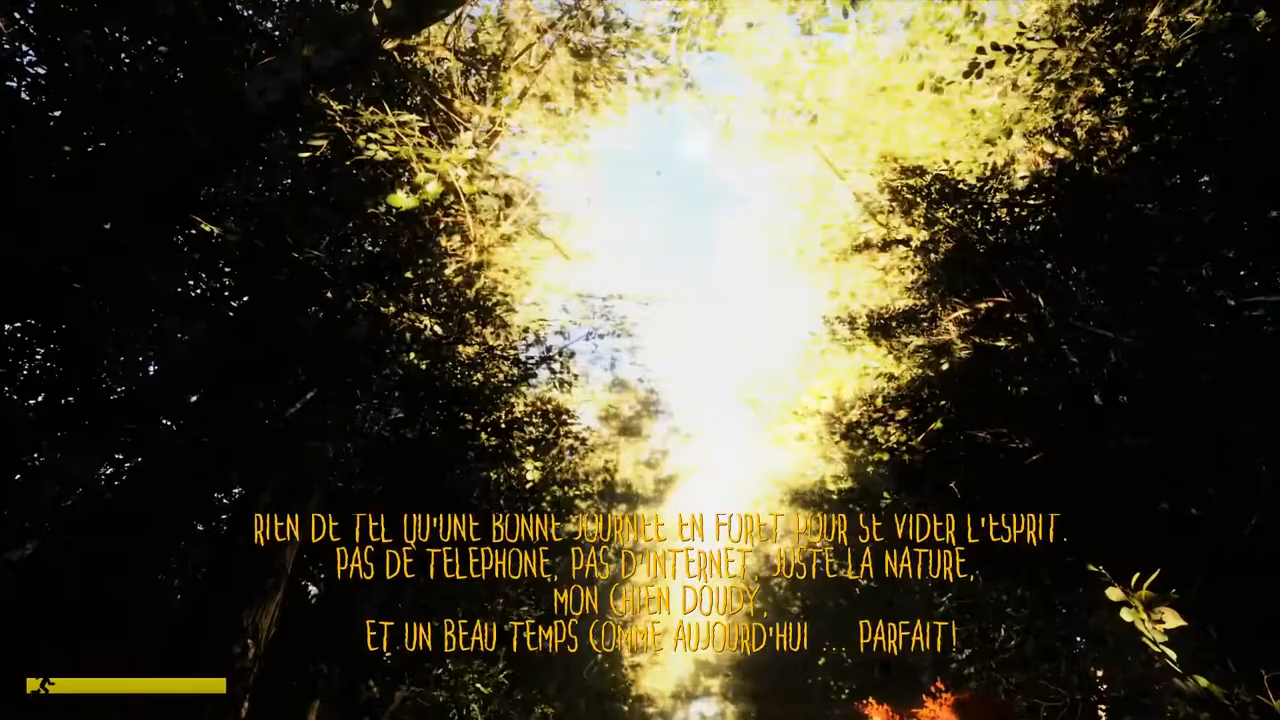 RIEN DE TEL QU'UNE BONNE JOURNEE EN FORET POUR SE VIDER L'ESPRIT.
PAS DE TELEPHONE, PAS D'INTERNET, JUSTE LA NATURE,
MON CHIEN DOUDY,
ET UN BEAU TEMPS COMME AUJOURD'HUI ... PARFAIT!